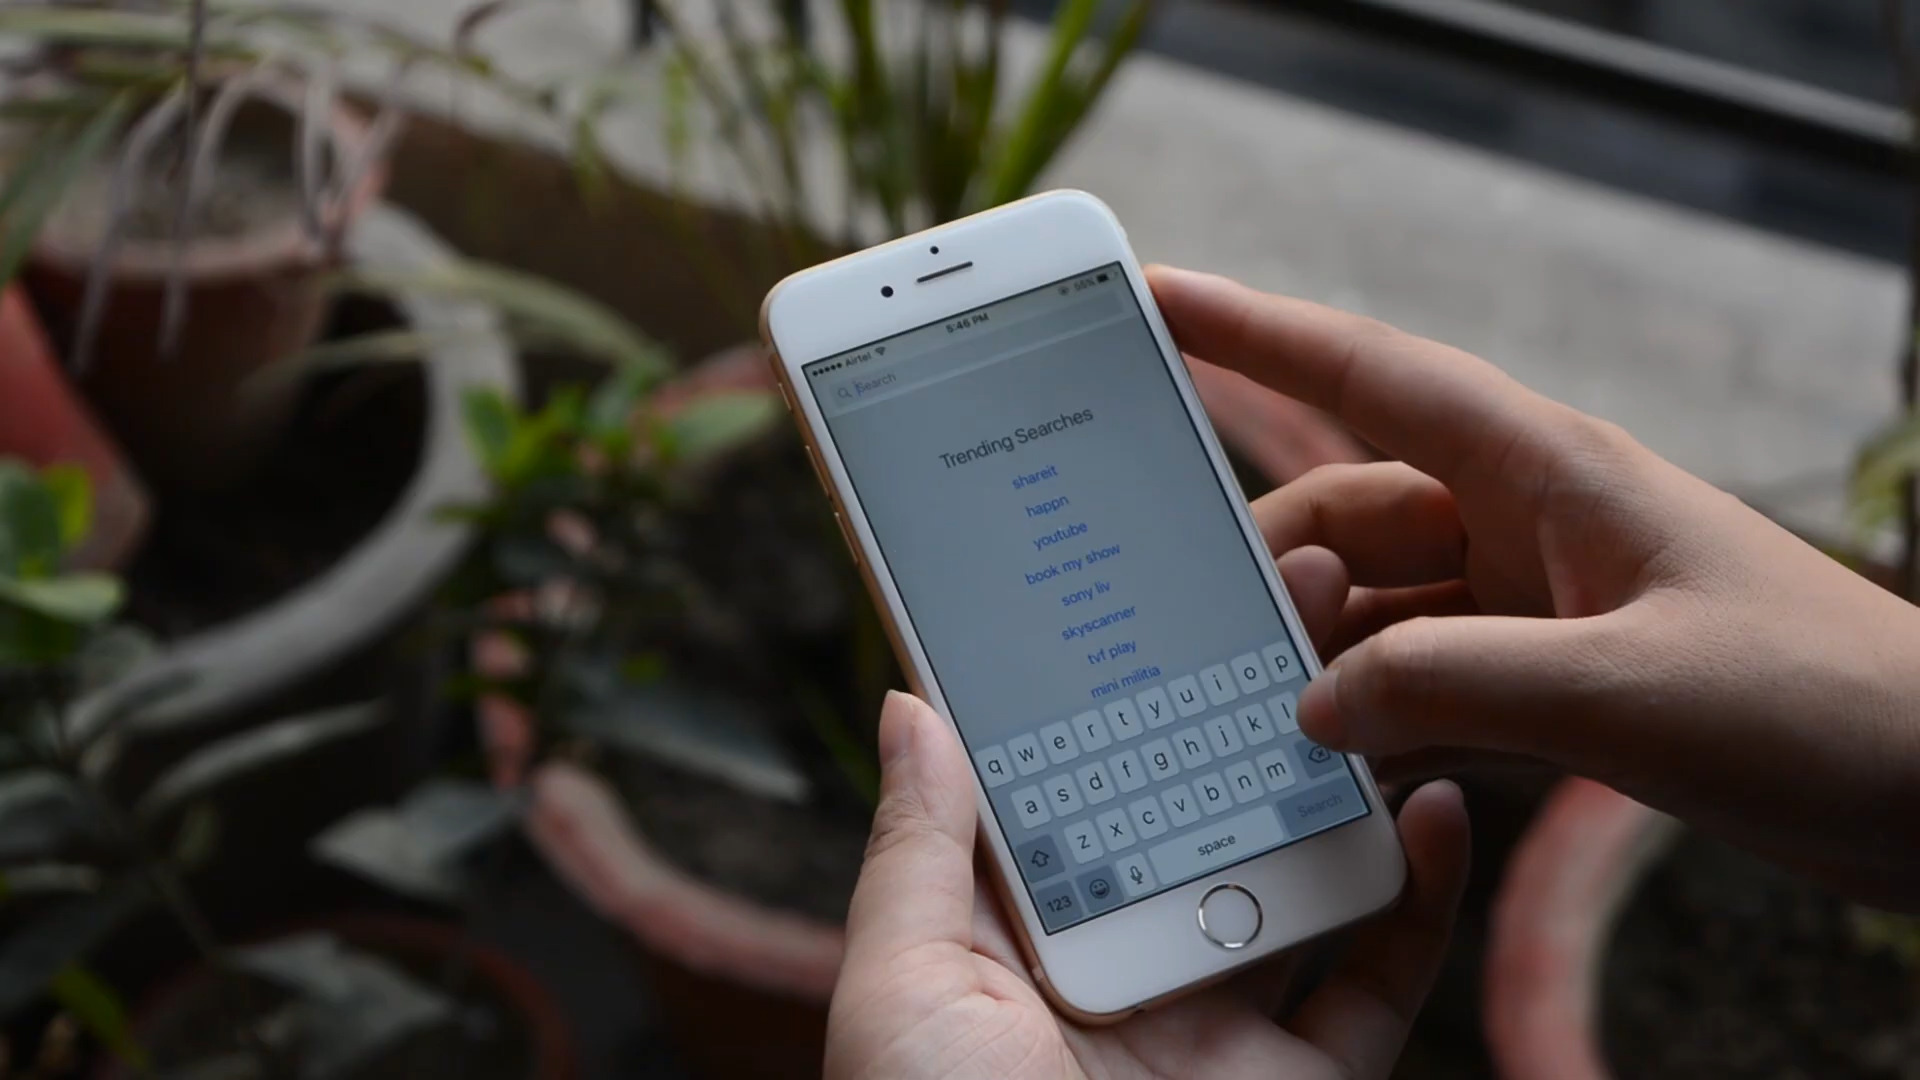 Airtel 5:46 PM 55%
Search
Trending Searches
shareit
happn
youtube
book my show
sony liv
skyscanner
tvf play
mini militia
q w e r t y u i o p
a s d f g h j k l
z x c v b n m
123 space Search